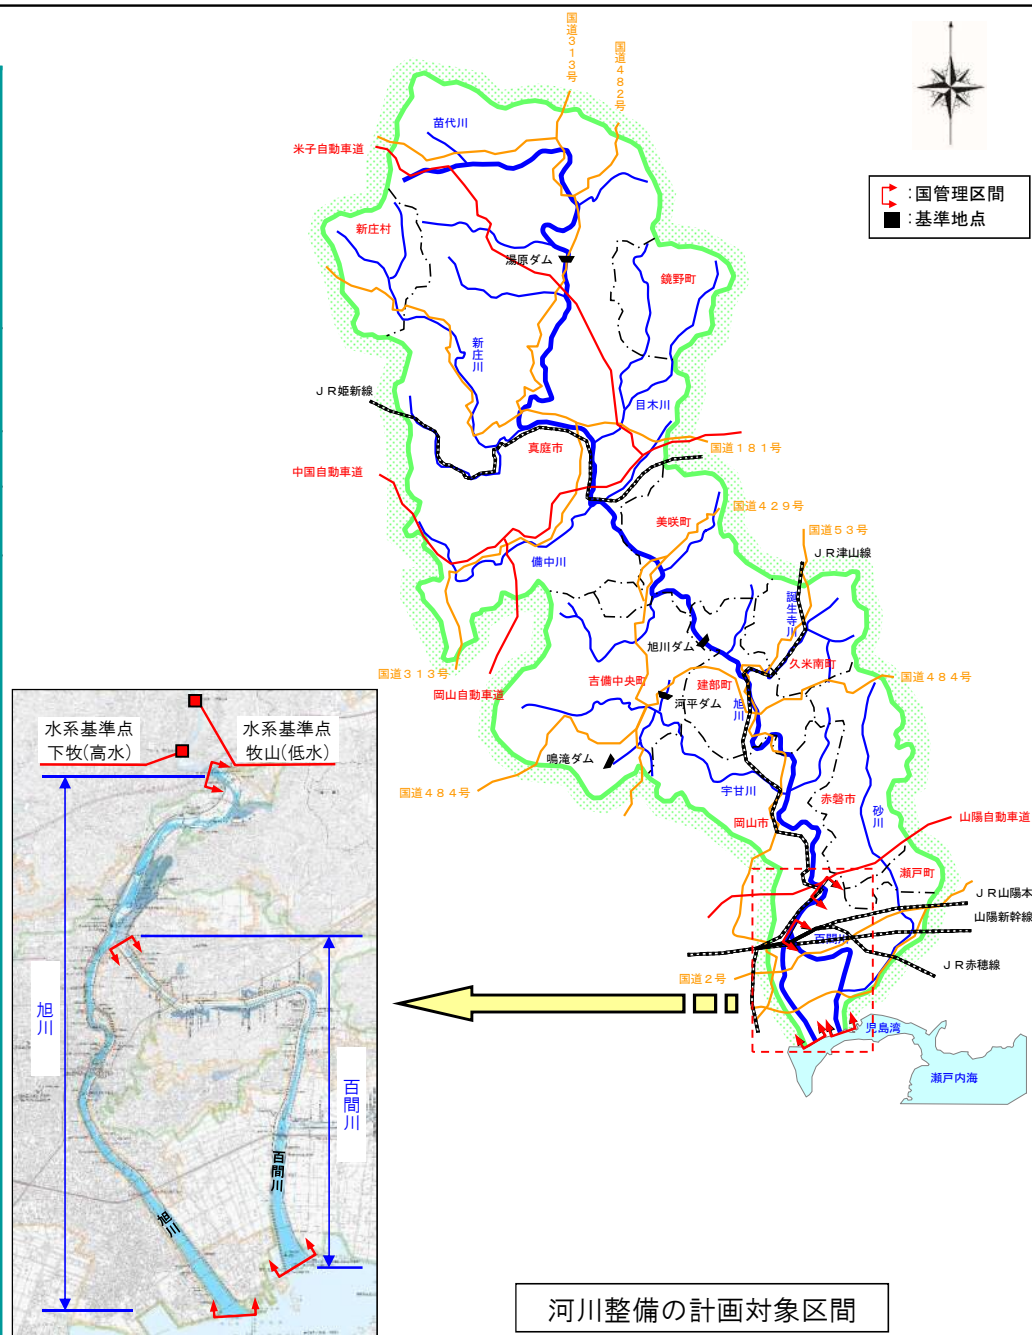 国道313号
国道482号
苗代川
米子自動車道
：国管理区間
：基準地点
新庄村
湯原ダム
鏡野町
新庄川
JR姫新線
目木川
真庭市
国道181号
中国自動車道
国道429号
美咲町
国道53号
JR津山線
備中川
誕生寺川
旭川ダム
久米南町
国道313号
吉備中央町
建部町
国道484号
岡山自動車道
旭川
河平ダム
水系基準点
下牧(高水)
水系基準点
牧山(低水)
鳴滝ダム
国道484号
宇甘川
赤磐市
砂川
岡山市
山陽自動車道
瀬戸町
JR山陽本
山陽新幹線
百間川
JR赤穂線
国道2号
旭川
児島湾
瀬戸内海
百間川
百間川
旭川
河川整備の計画対象区間